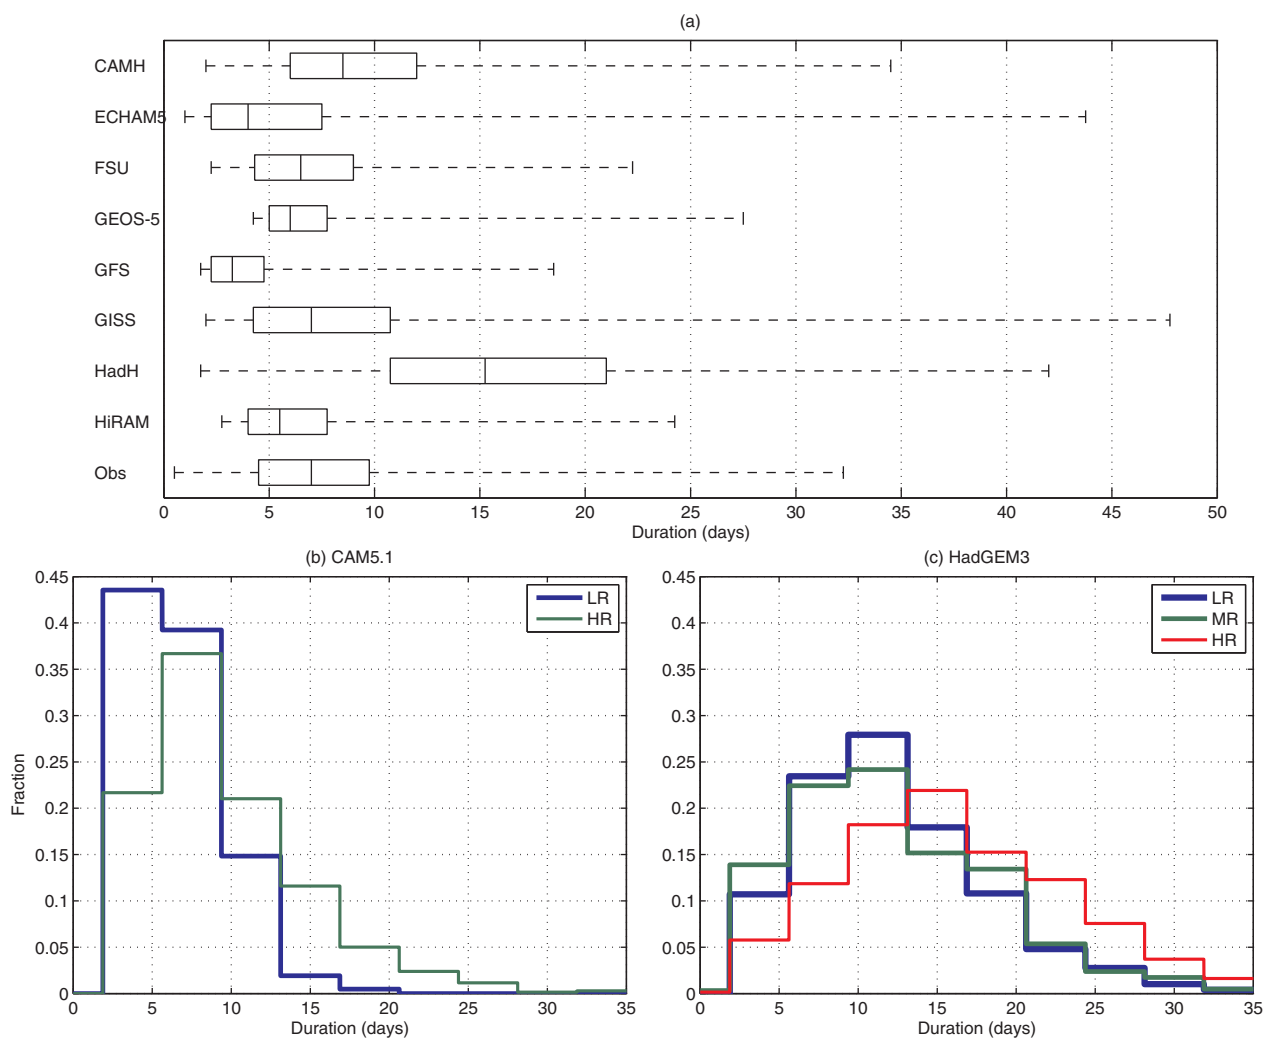 (a)
CAMH
ECHAM5
FSU
GEOS-5
GFS
GISS
HadH
HiRAM
Obs
0 5 10 15 20 25 30 35 40 45 50
Duration (days)
(b) CAM5.1
0.45
0.4
0.35
0.3
0.25
0.2
0.15
0.1
0.05
0
Fraction
LR
HR
0 5 10 15 20 25 30 35
Duration (days)
(c) HadGEM3
0.45
0.4
0.35
0.3
0.25
0.2
0.15
0.1
0.05
0
LR
MR
HR
0 5 10 15 20 25 30 35
Duration (days)